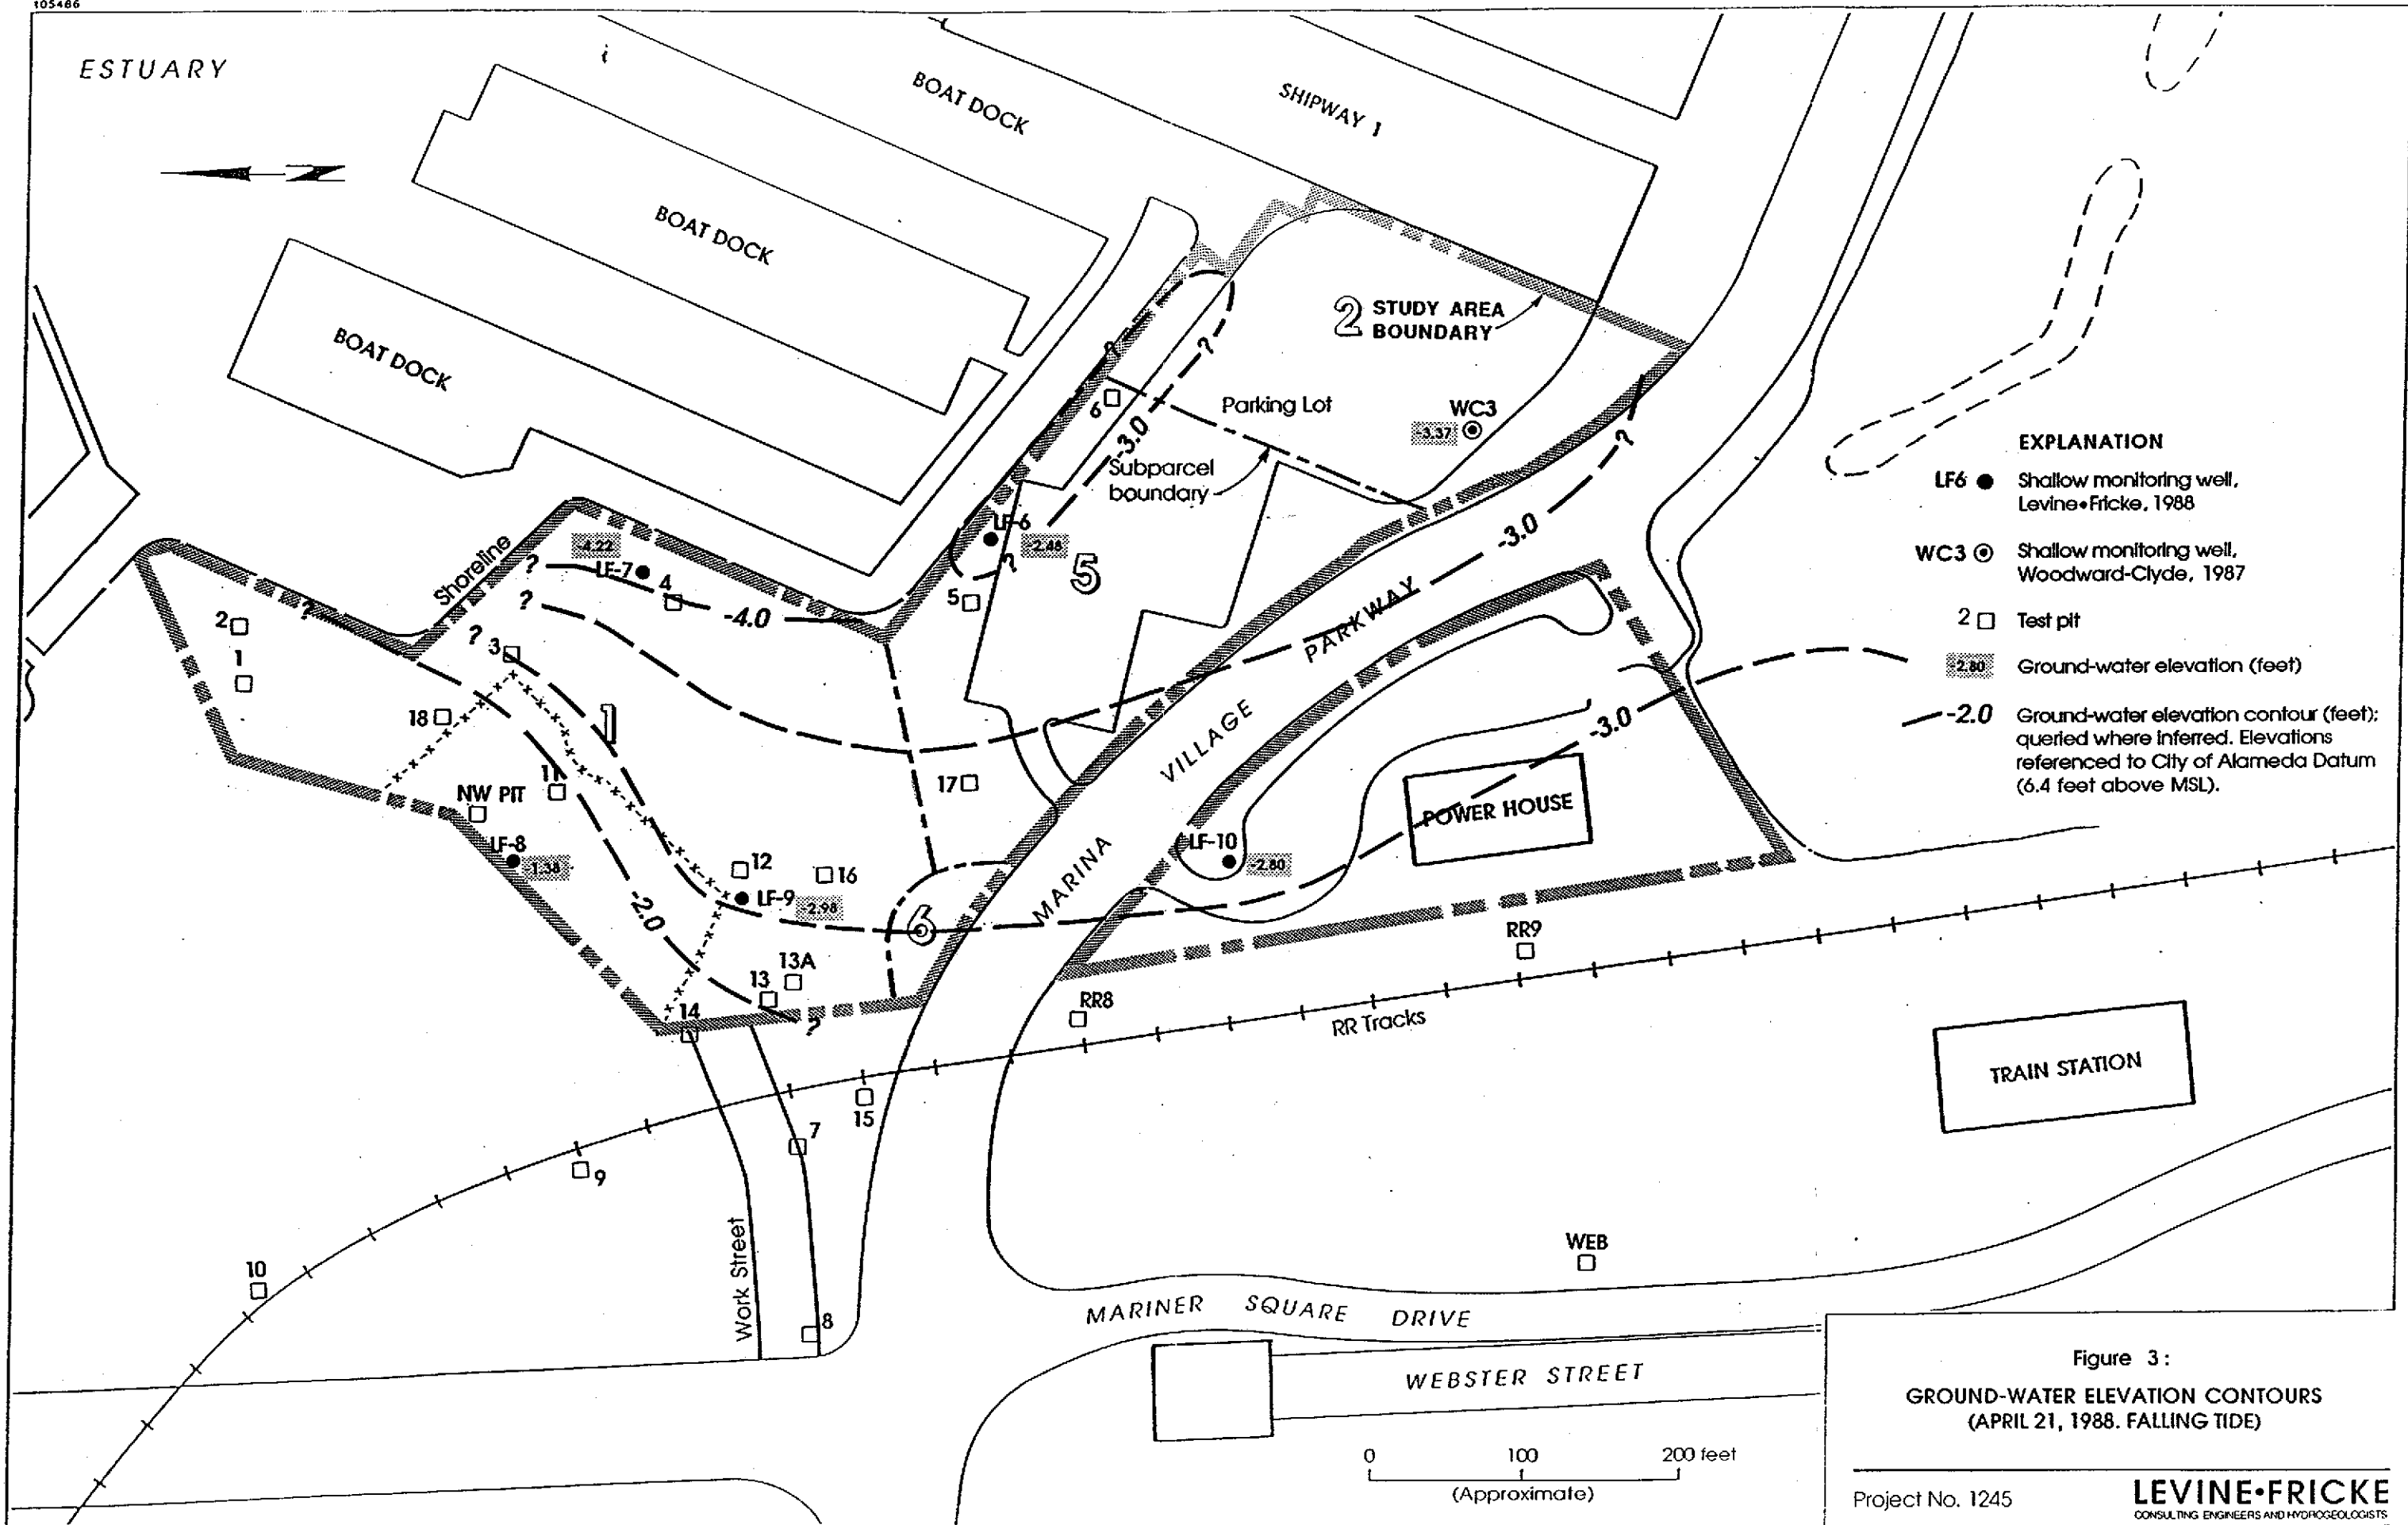 105486
ESTUARY
BOAT DOCK
SHIPWAY 1
BOAT DOCK
BOAT DOCK
2
STUDY AREA
BOUNDARY
Parking Lot
WC3
-3.37
Subparcel
boundary
6
?
?
-3.0
LF-6
-2.48
?
5
5
Shoreline
?
-4.22
LF-7
4
-4.0
?
?
3
?
2
1
18
1
11
NW PIT
LF-8
-1.38
12
16
LF-9
-2.98
17
6
-2.0
13A
13
14
?
-3.0
?
MARINA VILLAGE PARKWAY
LF-10
-2.80
POWER HOUSE
-3.0
RR9
RR8
RR Tracks
TRAIN STATION
15
7
9
10
8
Work Street
WEB
MARINER SQUARE DRIVE
WEBSTER STREET
0 100 200 feet
(Approximate)
EXPLANATION
LF6 Shallow monitoring well,
Levine•Fricke, 1988
WC3 Shallow monitoring well,
Woodward-Clyde, 1987
2 Test pit
-2.80 Ground-water elevation (feet)
-2.0 Ground-water elevation contour (feet);
queried where inferred. Elevations
referenced to City of Alameda Datum
(6.4 feet above MSL).
Figure 3:
GROUND-WATER ELEVATION CONTOURS
(APRIL 21, 1988. FALLING TIDE)
Project No. 1245
LEVINE•FRICKE
CONSULTING ENGINEERS AND HYDROGEOLOGISTS